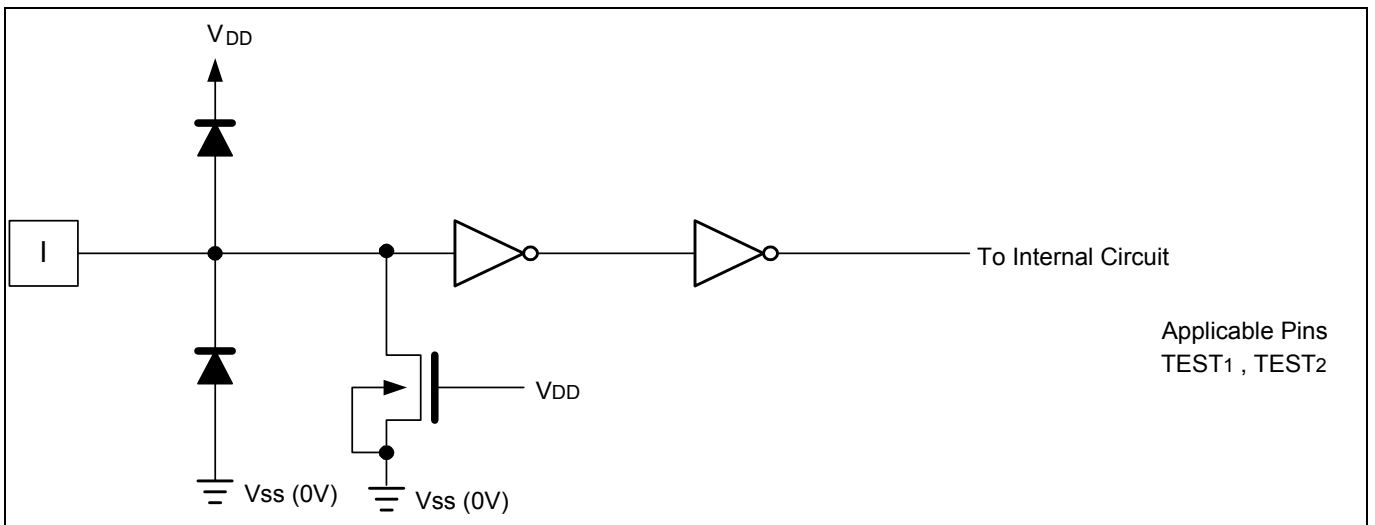 VDD
I
To Internal Circuit
Applicable Pins
TEST1 , TEST2
VDD
Vss (0V)
Vss (0V)